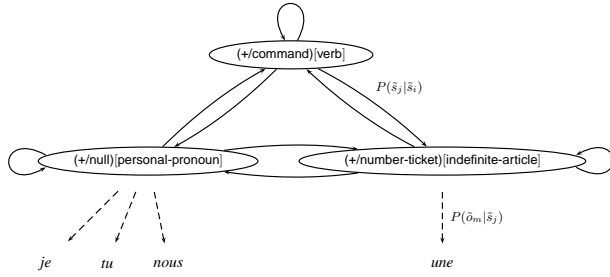 (+/command)[verb]
P(s̃ⱼ|s̃ᵢ)
(+/null)[personal-pronoun]
(+/number-ticket)[indefinite-article]
P(õₘ|s̃ⱼ)
je
tu
nous
une